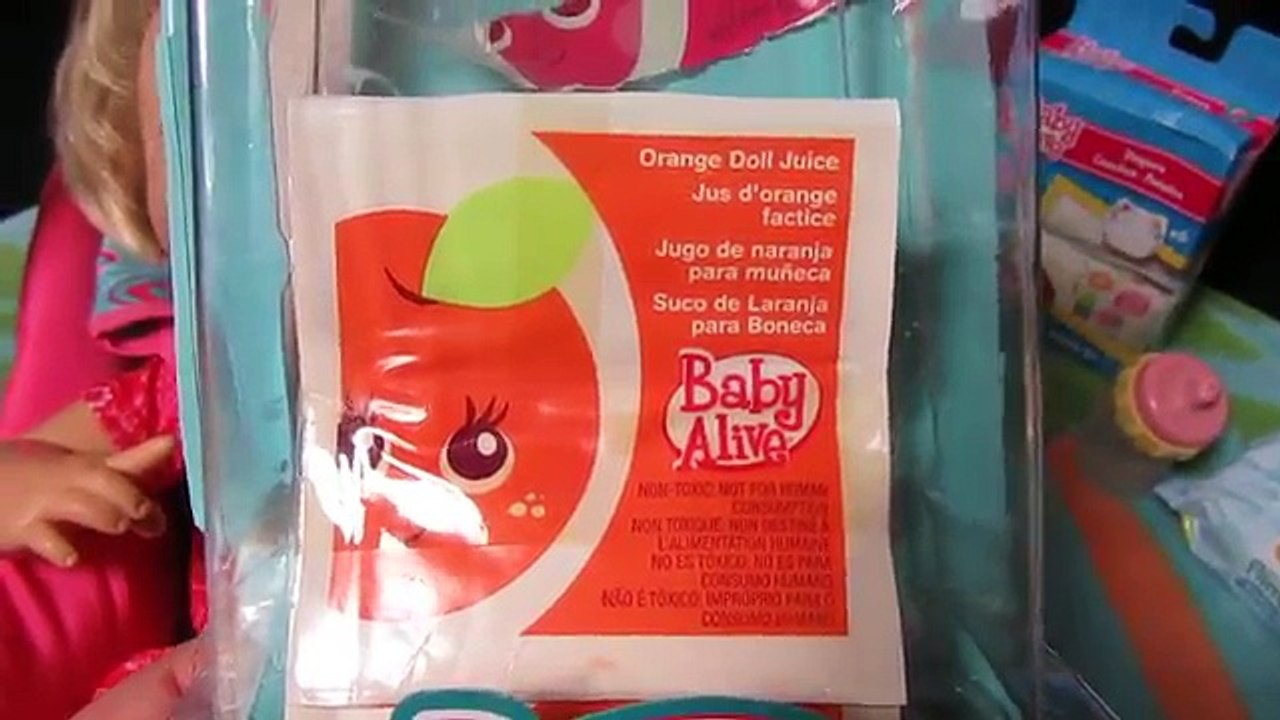 Orange Doll Juice
Jus d'orange
factice
Jugo de naranja
para muñeca
Suco de Laranja
para Boneca
Baby
Alive
NON-TOXIC: NOT FOR HUMAN
CONSUMPTION
NON TOXIQUE: NON DESTINÉ À
L'ALIMENTATION HUMAINE
NO ES TÓXICO; NO ES PARA
CONSUMO HUMANO
NÃO É TÓXICO; IMPRÓPRIO PARA O
CONSUMO HUMANO
Baby